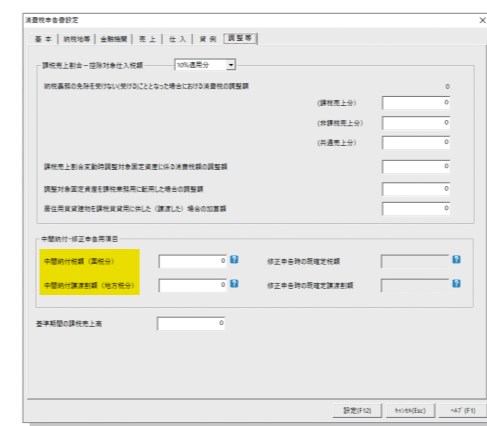 消費税申告書設定
基 本 納税地等 金融機関 売 上 仕 入 貸 倒 調整等
課税売上割合－控除対象仕入税額 10%適用分
納税義務の免除を受けない(受ける)こととなった場合における消費税の調整額 0
(課税売上分) 0
(非課税売上分) 0
(共通売上分) 0
課税売上割合変動時調整対象固定資産に係る消費税額の調整額 0
調整対象固定資産を課税業務用に転用した場合の調整額 0
居住用賃貸建物を課税賃貸用に供した（譲渡した）場合の加算額 0
中間納付・修正申告用項目
中間納付税額（国税分） 0 ? 修正申告時の既確定税額 ?
中間納付譲渡割額（地方税分） 0 ? 修正申告時の既確定譲渡割額 ?
基準期間の課税売上高 0
設定(F12) ｷｬﾝｾﾙ(Esc) ﾍﾙﾌﾟ(F1)